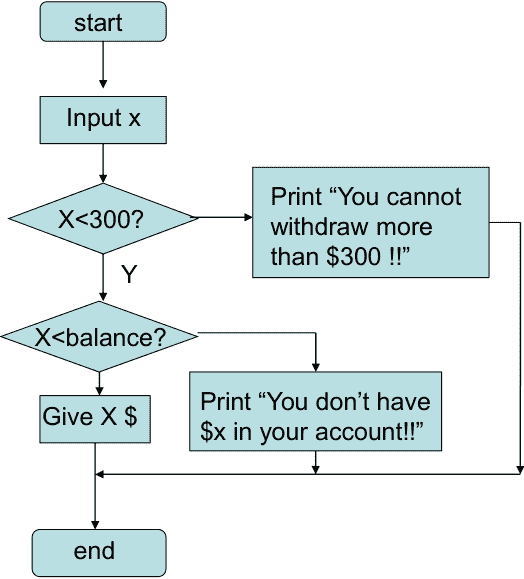 start
Input x
X<300?
Print “You cannot
withdraw more
than $300 !!”
Y
X<balance?
Print “You don’t have
$x in your account!!”
Give X $
end